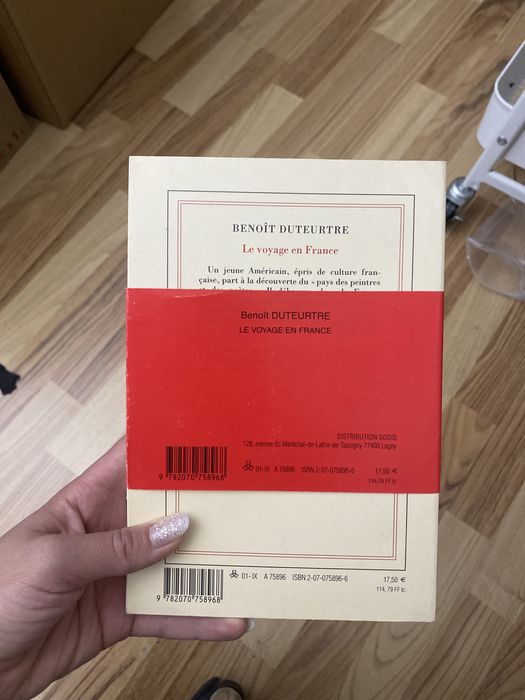 BENOÎT DUTEURTRE
Le voyage en France
Un jeune Américain, épris de culture fran-
çaise, part à la découverte du « pays des peintres
Benoît DUTEURTRE
LE VOYAGE EN FRANCE
DISTRIBUTION SODIS
128, avenue du Maréchal-de-Lattre-de-Tassigny 77400 Lagny
9 782070 758968
01-IX A 75896 ISBN 2-07-075896-6 17,50 €
114,79 FF tc
9 782070 758968
01-IX A 75896 ISBN 2-07-075896-6 17,50 €
114,79 FF tc